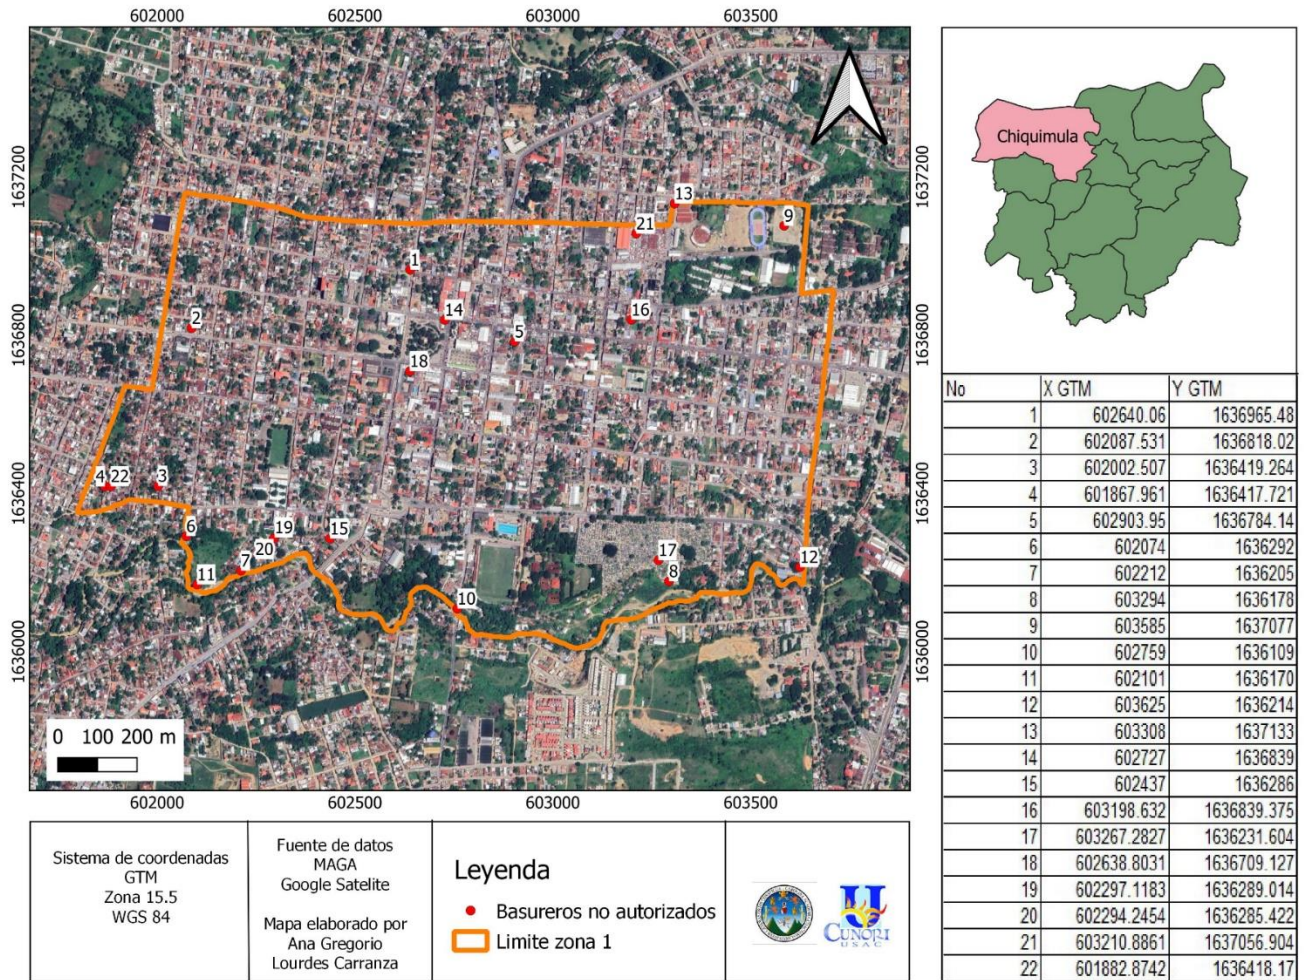 602000 602500 603000 603500
1637200
1636800
1636400
1636000
13
21
9
1
14
16
2
5
18
4
22
3
6
19
15
20
7
11
17
8
12
10
0 100 200 m
1637200
1636800
1636400
1636000
602000 602500 603000 603500
Chiquimula
No X GTM Y GTM
1 602640.06 1636965.48
2 602087.531 1636818.02
3 602002.507 1636419.264
4 601867.961 1636417.721
5 602903.95 1636784.14
6 602074 1636292
7 602212 1636205
8 603294 1636178
9 603585 1637077
10 602759 1636109
11 602101 1636170
12 603625 1636214
13 603308 1637133
14 602727 1636839
15 602437 1636286
16 603198.632 1636839.375
17 603267.2827 1636231.604
18 602638.8031 1636709.127
19 602297.1183 1636289.014
20 602294.2454 1636285.422
21 603210.8861 1637056.904
22 601882.8742 1636418.17
Sistema de coordenadas
GTM
Zona 15.5
WGS 84
Fuente de datos
MAGA
Google Satelite
Mapa elaborado por
Ana Gregorio
Lourdes Carranza
Leyenda
Basureros no autorizados
Limite zona 1
CUNORI
USAC